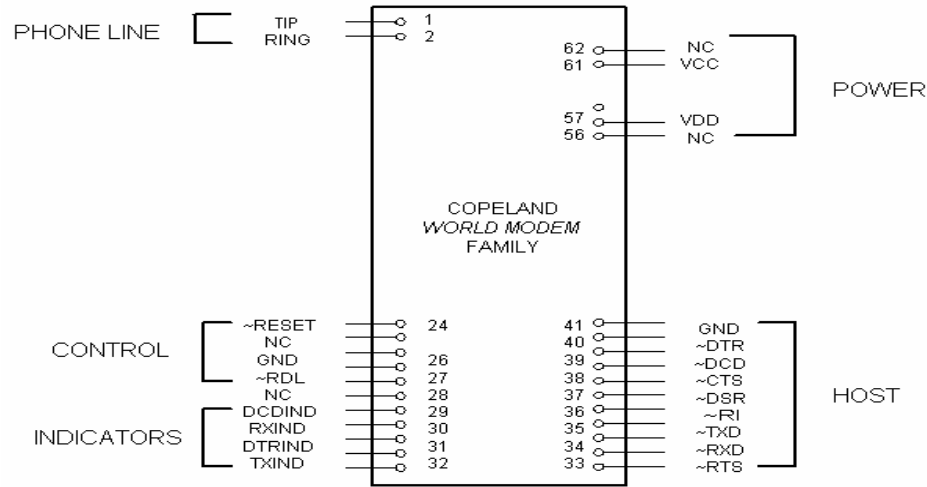 PHONE LINE
TIP
RING
1
2
62 NC
61 VCC
57 VDD
56 NC
POWER
COPELAND
WORLD MODEM
FAMILY
CONTROL
~RESET 24
NC
GND 26
~RDL 27
NC 28
INDICATORS
DCDIND 29
RXIND 30
DTRIND 31
TXIND 32
41 GND
40 ~DTR
39 ~DCD
38 ~CTS
37 ~DSR
36 ~RI
35 ~TXD
34 ~RXD
33 ~RTS
HOST